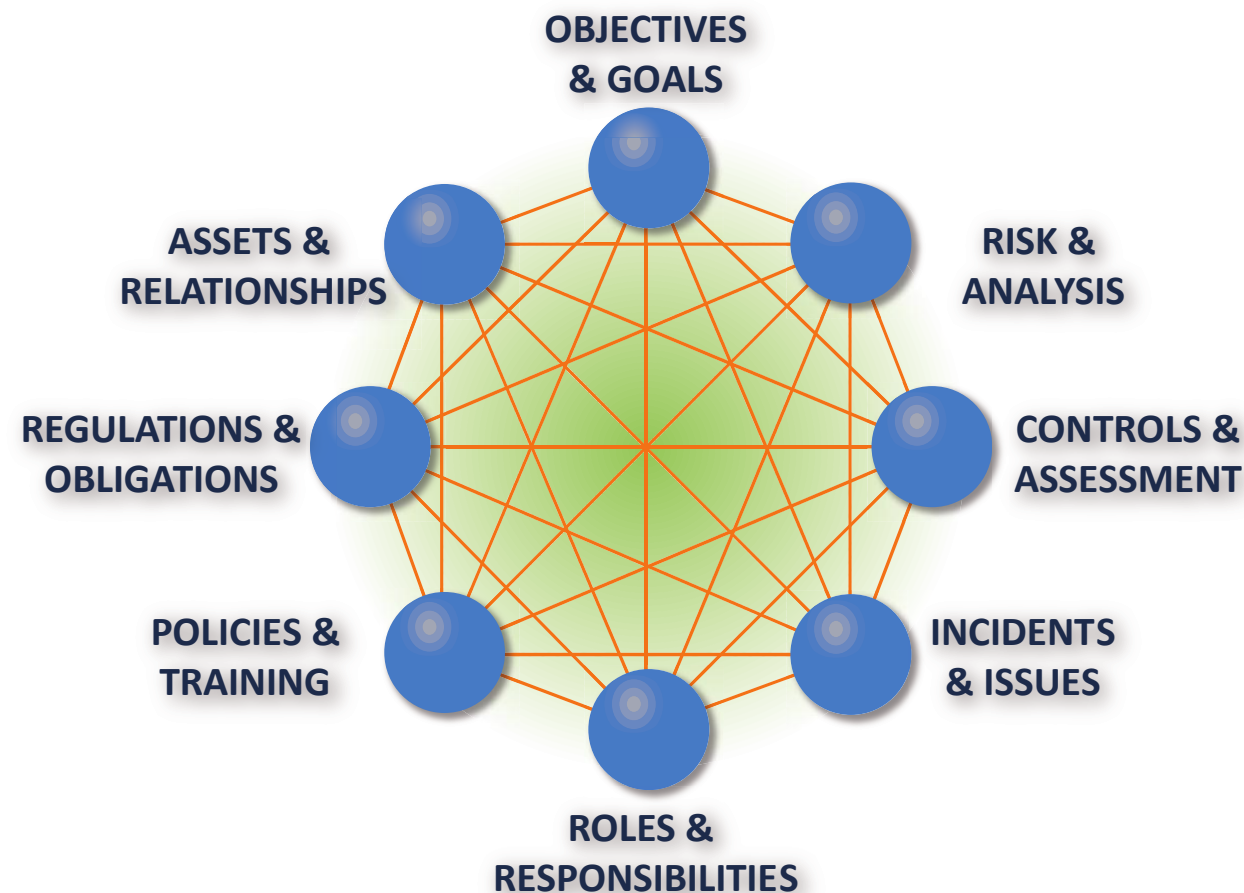 OBJECTIVES
& GOALS
ASSETS &
RELATIONSHIPS
RISK &
ANALYSIS
REGULATIONS &
OBLIGATIONS
CONTROLS &
ASSESSMENT
POLICIES &
TRAINING
INCIDENTS
& ISSUES
ROLES &
RESPONSIBILITIES